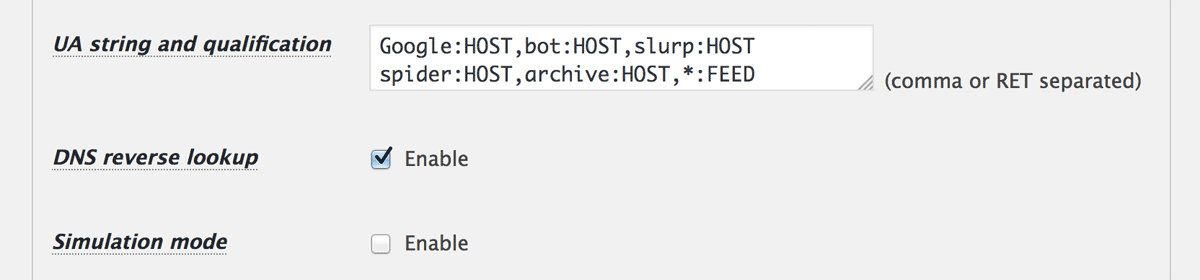 UA string and qualification
Google:HOST,bot:HOST,slurp:HOST
spider:HOST,archive:HOST,*:FEED
(comma or RET separated)
DNS reverse lookup
Enable
Simulation mode
Enable